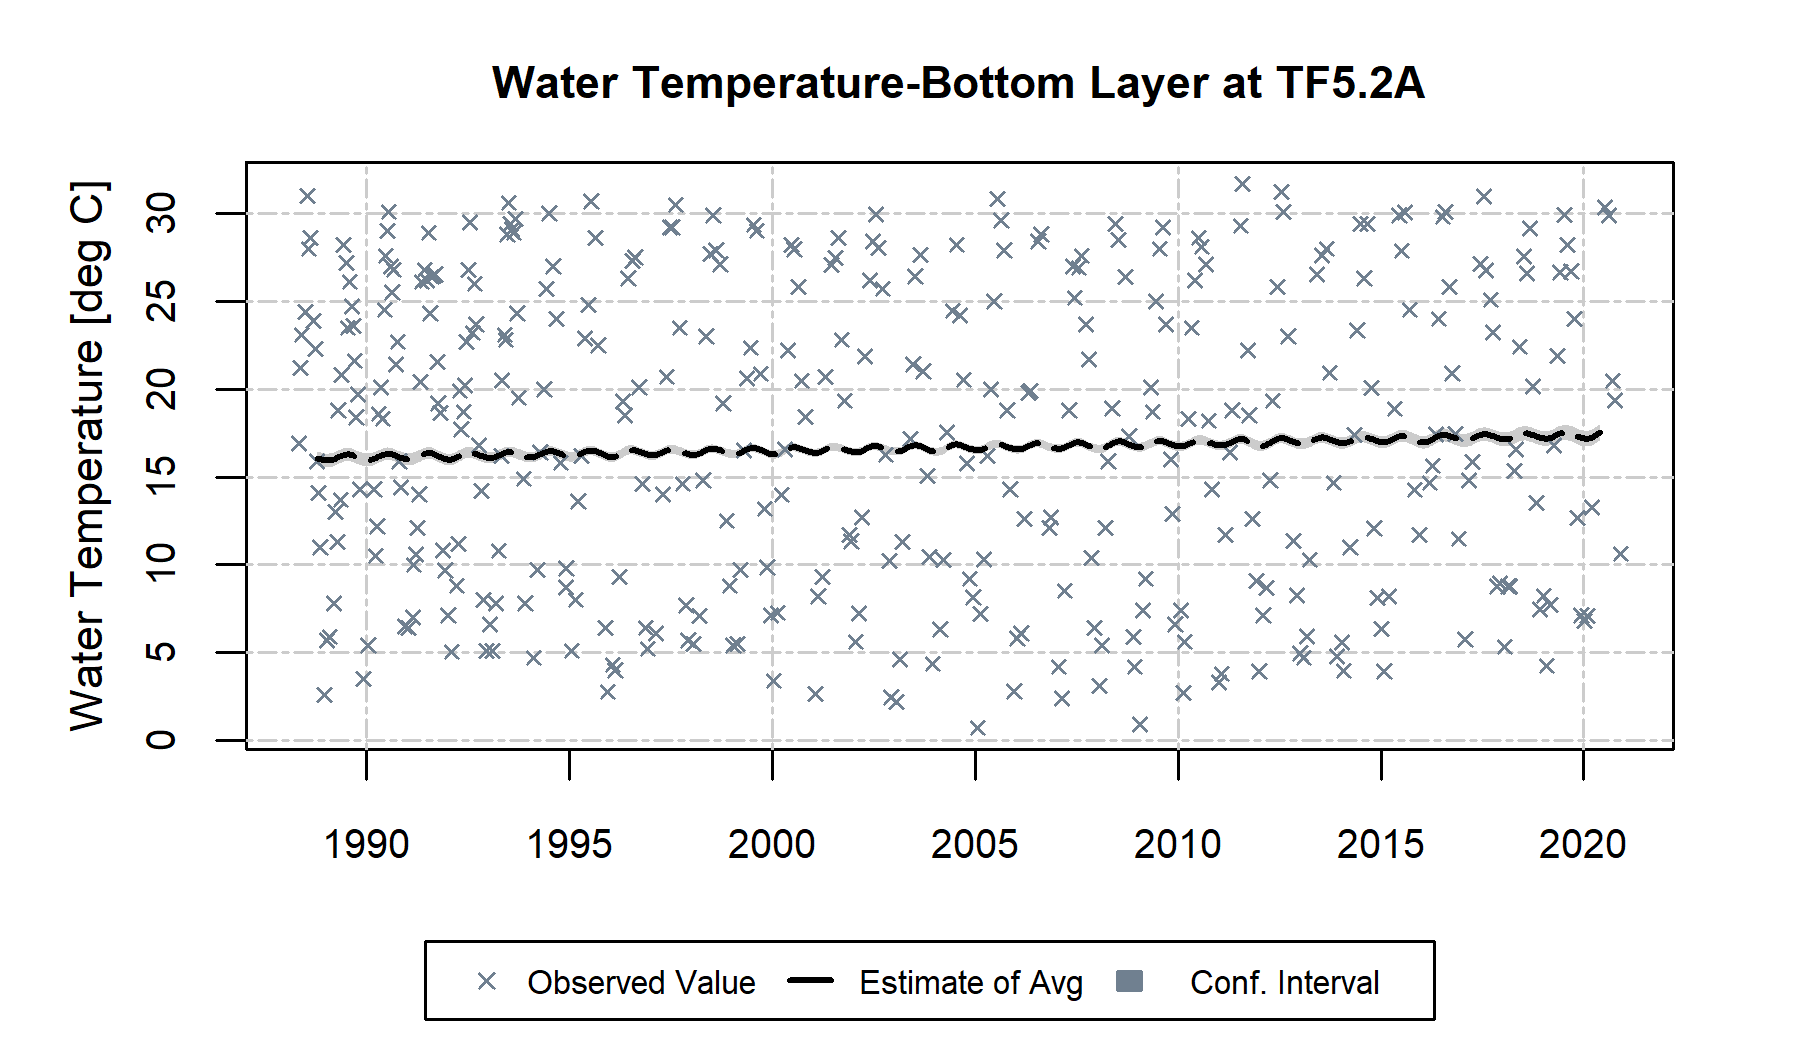 Water Temperature-Bottom Layer at TF5.2A
Water Temperature [deg C]
30
25
20
15
10
5
0
1990 1995 2000 2005 2010 2015 2020
Observed Value Estimate of Avg Conf. Interval